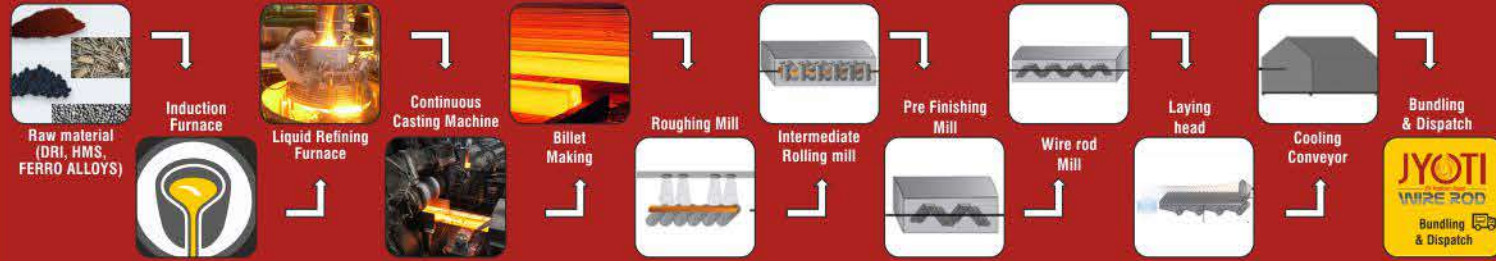 Raw material
(DRI, HMS,
FERRO ALLOYS)
Induction
Furnace
Liquid Refining
Furnace
Continuous
Casting Machine
Billet
Making
Roughing Mill
Intermediate
Rolling mill
Pre Finishing
Mill
Wire rod
Mill
Laying
head
Cooling
Conveyor
Bundling
& Dispatch
JYOTI
WIRE ROD
Bundling
& Dispatch